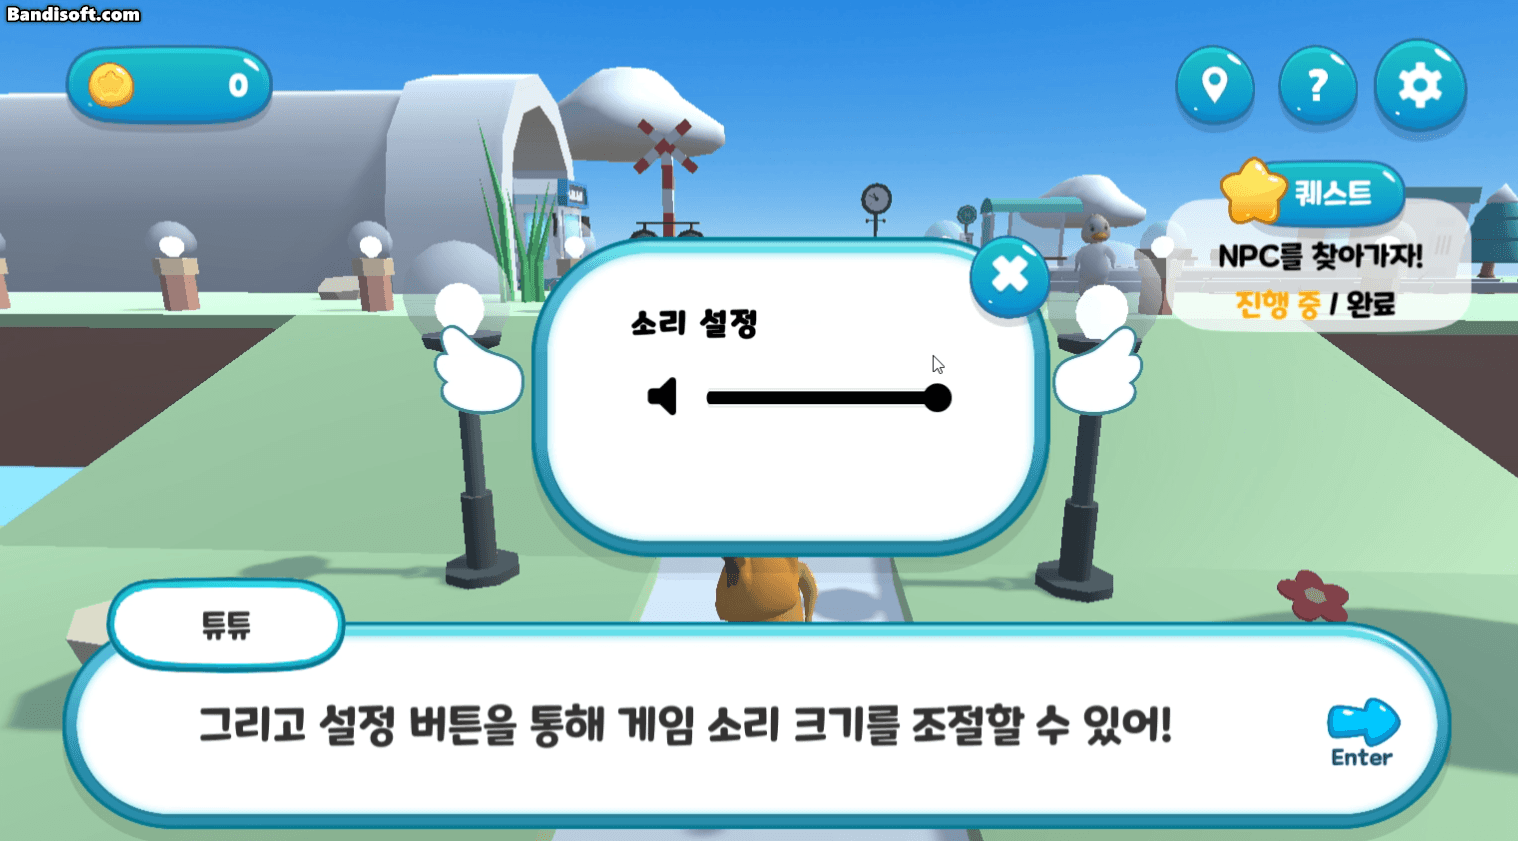 Bandisoft.com
0
?
퀘스트
NPC를 찾아가자!
진행 중 / 완료
소리 설정
튜튜
그리고 설정 버튼을 통해 게임 소리 크기를 조절할 수 있어!
Enter